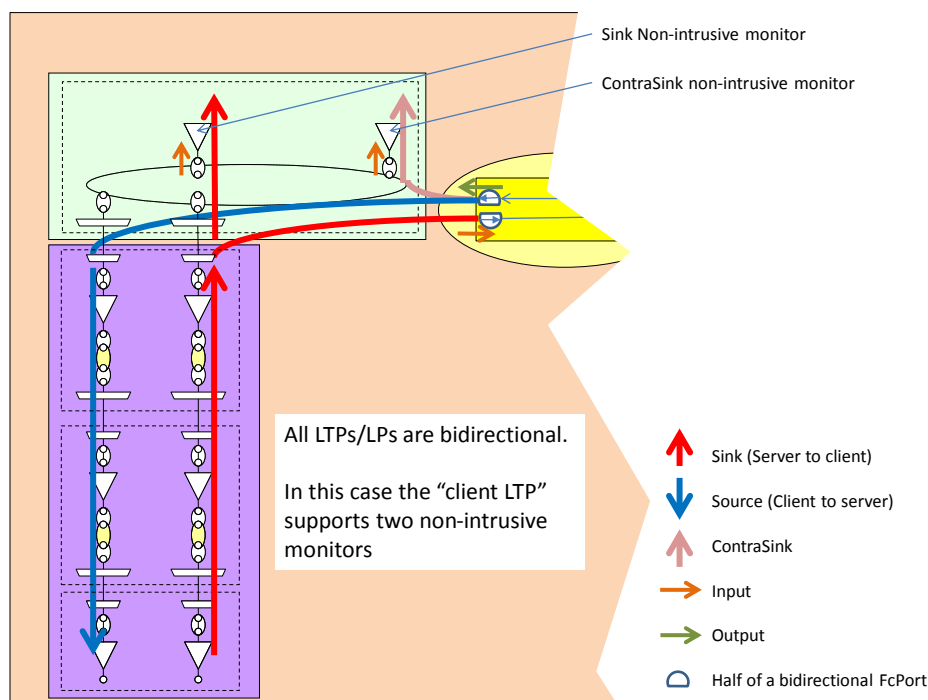 Sink Non-intrusive monitor
ContraSink non-intrusive monitor
All LTPs/LPs are bidirectional.
In this case the “client LTP”
supports two non-intrusive
monitors
Sink (Server to client)
Source (Client to server)
ContraSink
Input
Output
Half of a bidirectional FcPort